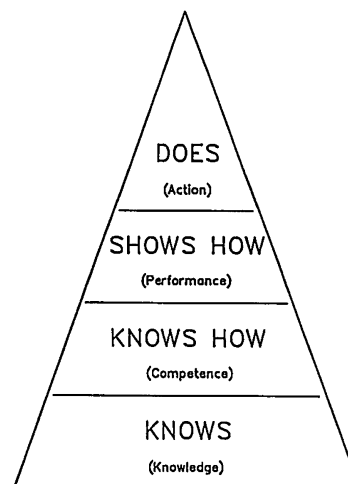 DOES
(Action)
SHOWS HOW
(Performance)
KNOWS HOW
(Competence)
KNOWS
(Knowledge)